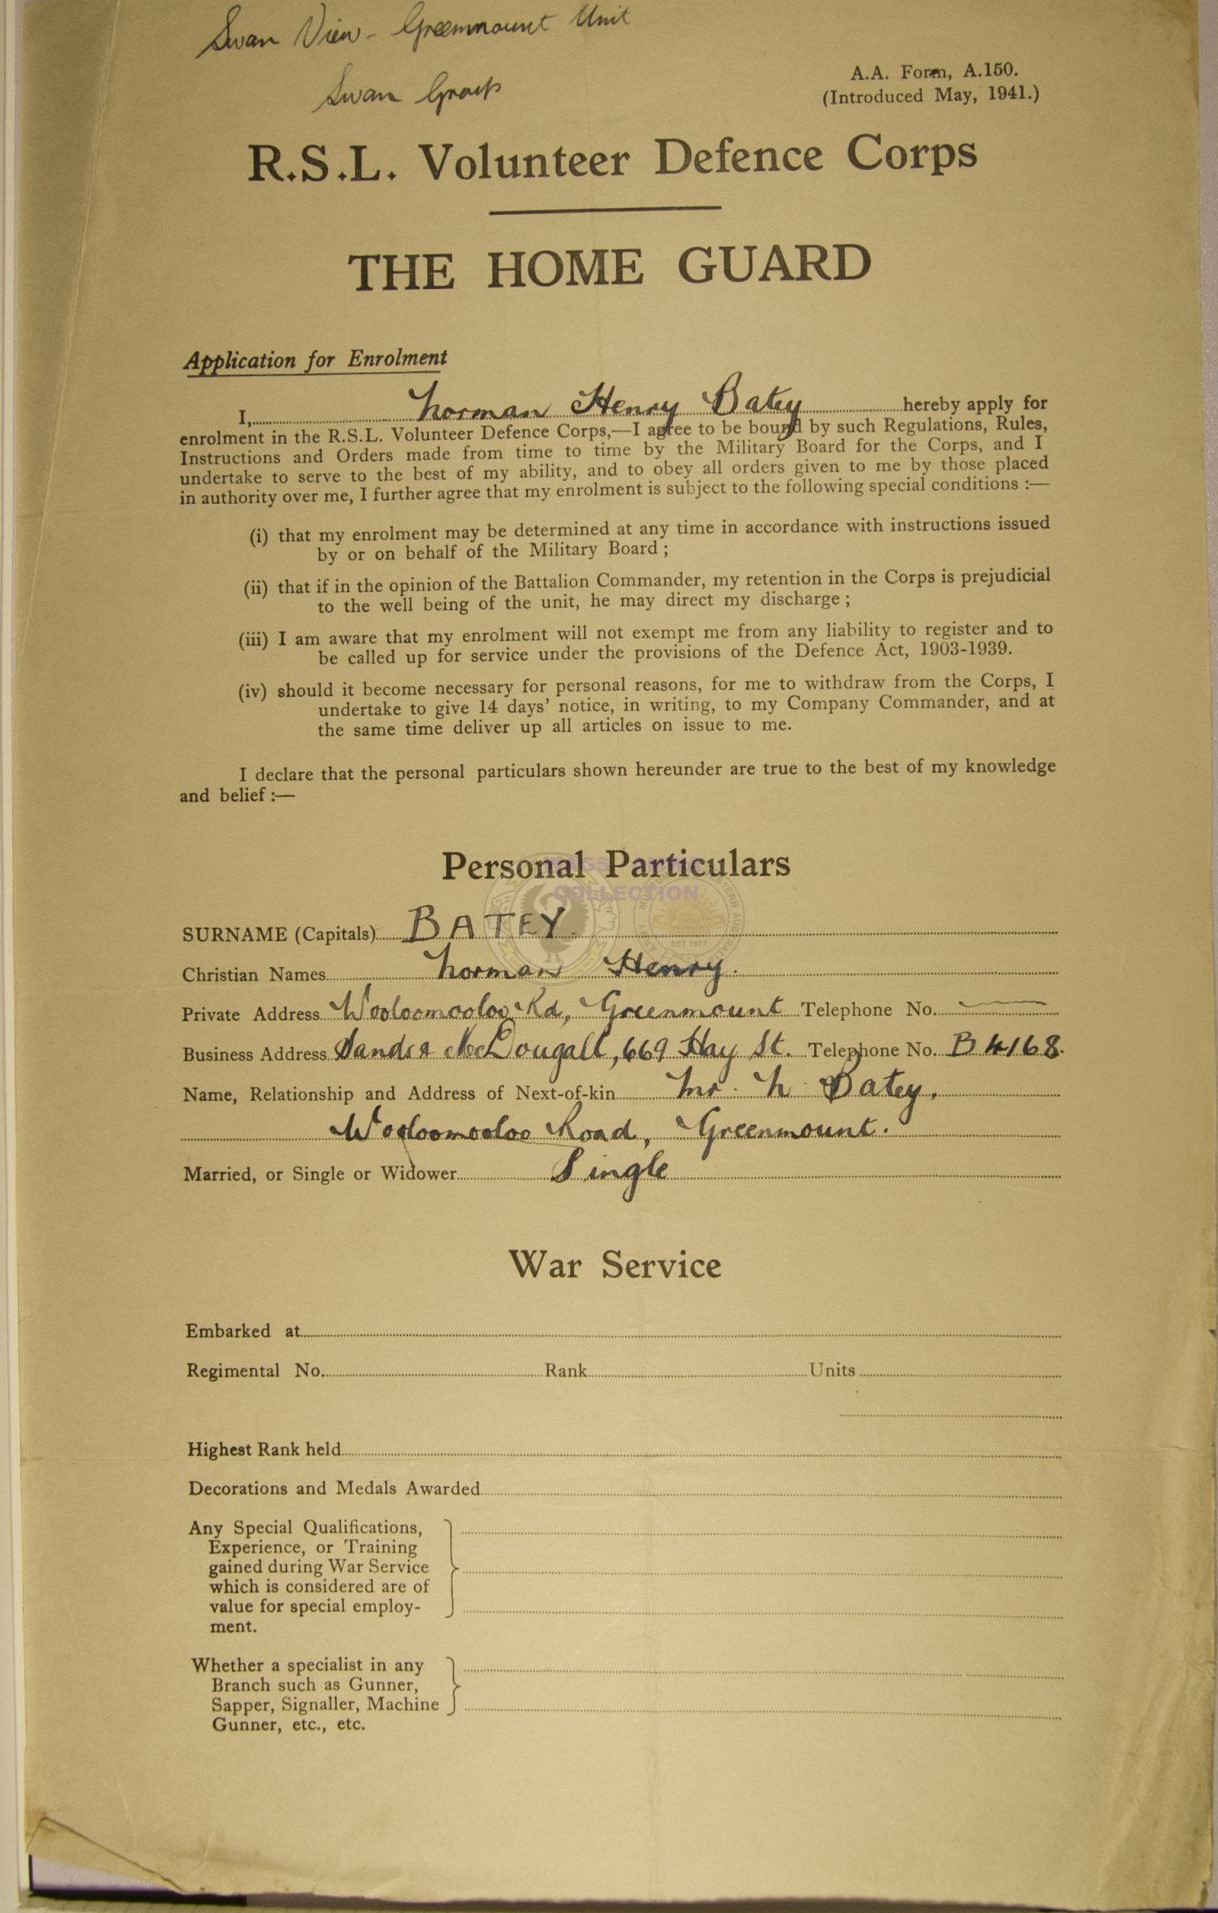 Swan View - Greenmount Unit
Swan Group
A.A. Form, A.150.
(Introduced May, 1941.)
R.S.L. Volunteer Defence Corps
THE HOME GUARD
Application for Enrolment
I, Norman Henry Batey hereby apply for
enrolment in the R.S.L. Volunteer Defence Corps,—I agree to be bound by such Regulations, Rules,
Instructions and Orders made from time to time by the Military Board for the Corps, and I
undertake to serve to the best of my ability, and to obey all orders given to me by those placed
in authority over me, I further agree that my enrolment is subject to the following special conditions :—
(i) that my enrolment may be determined at any time in accordance with instructions issued
by or on behalf of the Military Board ;
(ii) that if in the opinion of the Battalion Commander, my retention in the Corps is prejudicial
to the well being of the unit, he may direct my discharge ;
(iii) I am aware that my enrolment will not exempt me from any liability to register and to
be called up for service under the provisions of the Defence Act, 1903-1939.
(iv) should it become necessary for personal reasons, for me to withdraw from the Corps, I
undertake to give 14 days' notice, in writing, to my Company Commander, and at
the same time deliver up all articles on issue to me.
I declare that the personal particulars shown hereunder are true to the best of my knowledge
and belief :—
Personal Particulars
COLLECTION
SURNAME (Capitals) BATEY.
Christian Names Norman Henry.
Private Address Wooloomooloo Rd, Greenmount Telephone No. —
Business Address McDougall, 669 Hay St. Telephone No. B4168.
Name, Relationship and Address of Next-of-kin Mr. N Batey,
Wooloomooloo Road, Greenmount.
Married, or Single or Widower Single
War Service
Embarked at
Regimental No. Rank Units
Highest Rank held
Decorations and Medals Awarded
Any Special Qualifications,
Experience, or Training
gained during War Service
which is considered are of
value for special employ-
ment.
Whether a specialist in any
Branch such as Gunner,
Sapper, Signaller, Machine
Gunner, etc., etc.